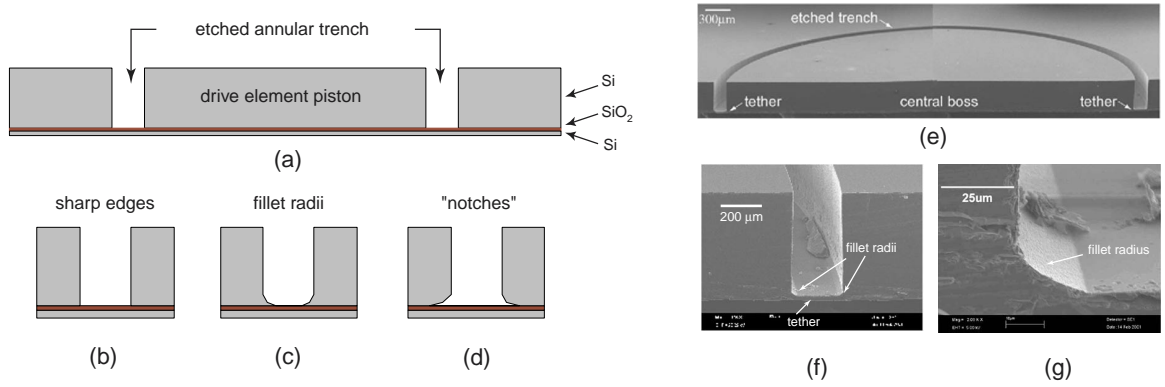 etched annular trench
drive element piston
Si
SiO2
Si
(a)
sharp edges
fillet radii
"notches"
(b)
(c)
(d)
300µm
etched trench
tether
central boss
tether
(e)
200 µm
fillet radii
tether
(f)
25um
fillet radius
(g)